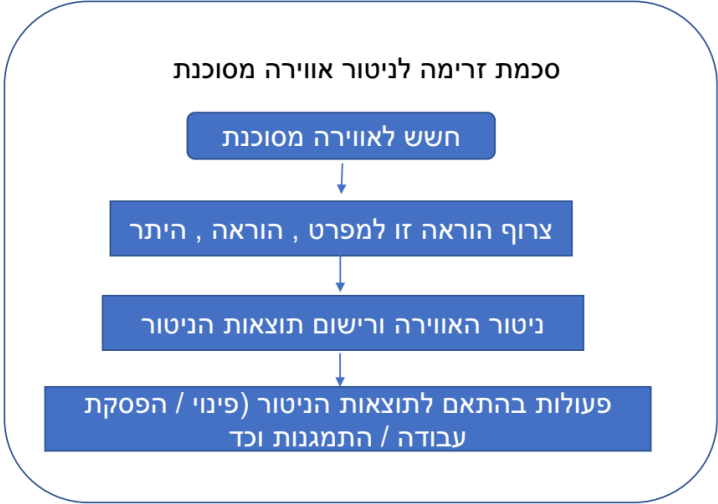 סכמת זרימה לניטור אווירה מסוכנת
חשש לאווירה מסוכנת
צרוף הוראה זו למפרט , הוראה , היתר
ניטור האווירה ורישום תוצאות הניטור
פעולות בהתאם לתוצאות הניטור (פינוי / הפסקת
עבודה / התמגנות וכד